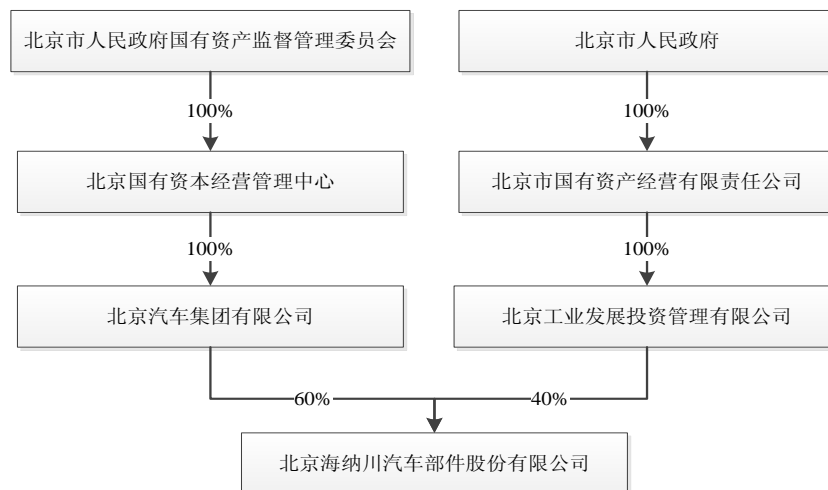 北京市人民政府国有资产监督管理委员会
北京市人民政府
100%
100%
北京国有资本经营管理中心
北京市国有资产经营有限责任公司
100%
100%
北京汽车集团有限公司
北京工业发展投资管理有限公司
60%
40%
北京海纳川汽车部件股份有限公司